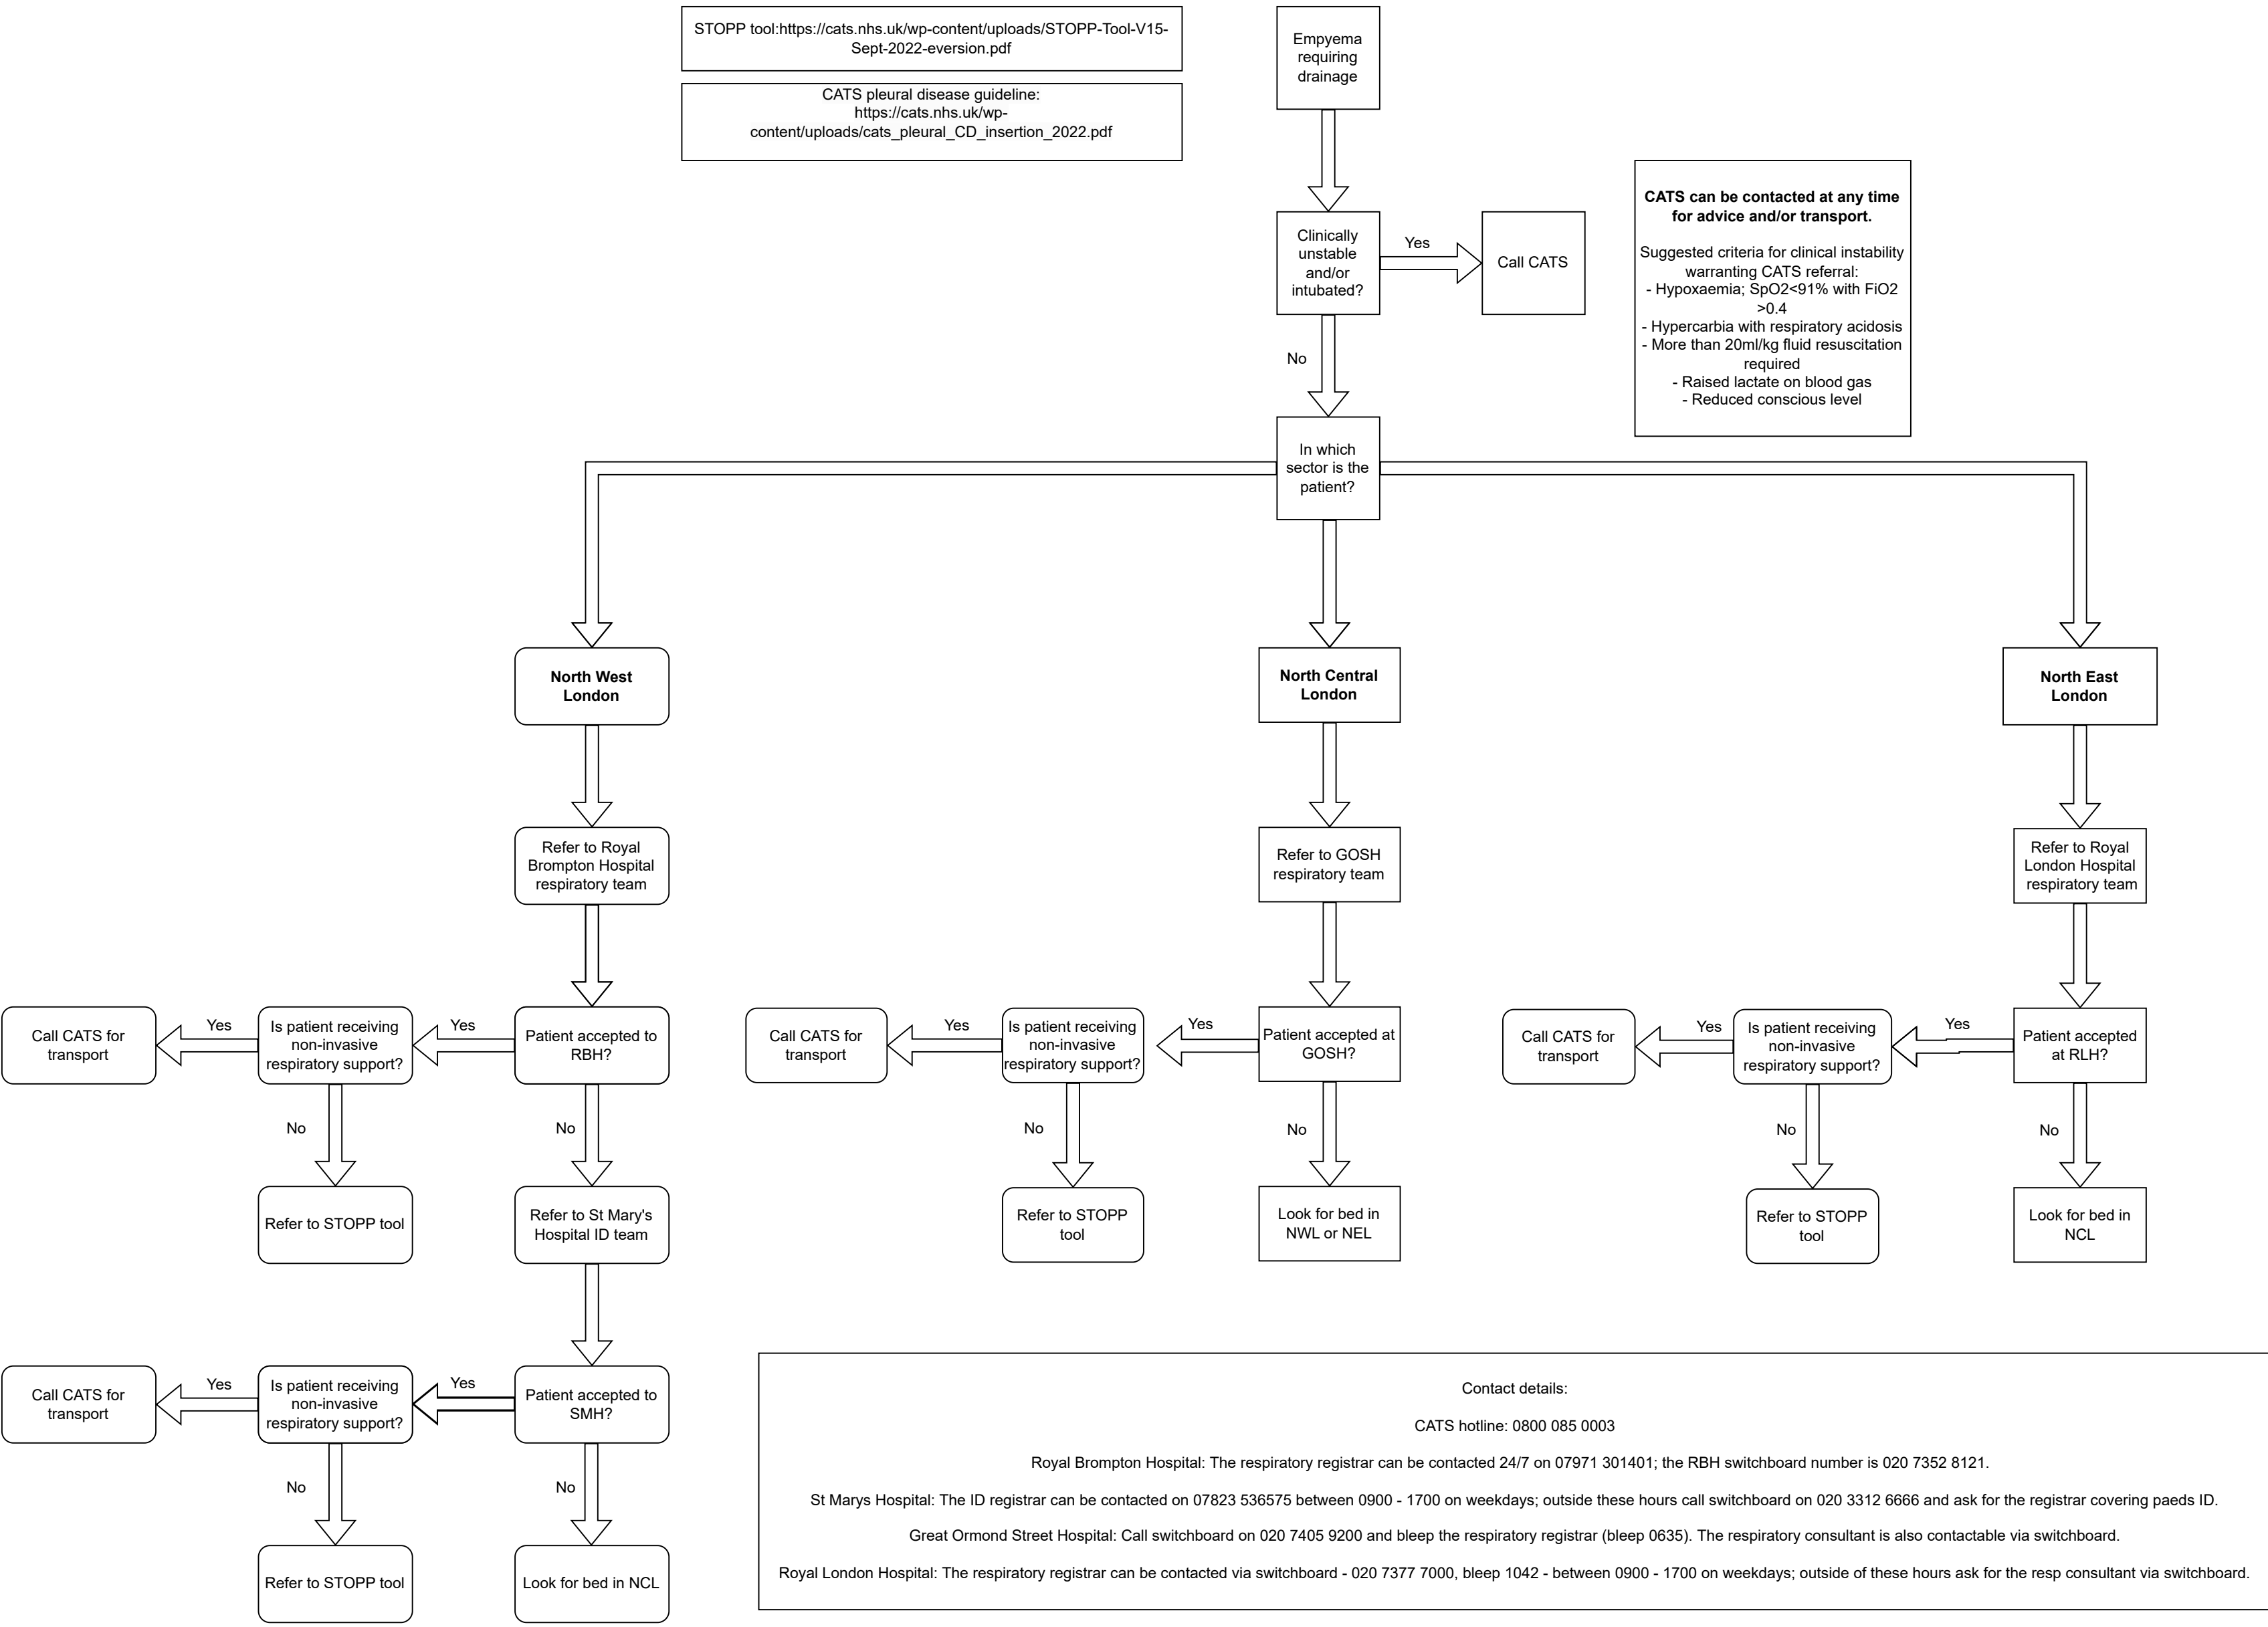 STOPP tool:https://cats.nhs.uk/wp-content/uploads/STOPP-Tool-V15-
Sept-2022-eversion.pdf
CATS pleural disease guideline:
https://cats.nhs.uk/wp-
content/uploads/cats_pleural_CD_insertion_2022.pdf
Empyema
requiring
drainage
Clinically
unstable
and/or
intubated?
Yes
Call CATS
CATS can be contacted at any time
for advice and/or transport.
Suggested criteria for clinical instability
warranting CATS referral:
- Hypoxaemia; SpO2<91% with FiO2
>0.4
- Hypercarbia with respiratory acidosis
- More than 20ml/kg fluid resuscitation
required
- Raised lactate on blood gas
- Reduced conscious level
No
In which
sector is the
patient?
North West
London
Refer to Royal
Brompton Hospital
respiratory team
Patient accepted to
RBH?
Yes
Is patient receiving
non-invasive
respiratory support?
Yes
Call CATS for
transport
No
Refer to STOPP tool
No
Refer to St Mary's
Hospital ID team
Patient accepted to
SMH?
Yes
Is patient receiving
non-invasive
respiratory support?
Yes
Call CATS for
transport
No
Refer to STOPP tool
No
Look for bed in NCL
North Central
London
Refer to GOSH
respiratory team
Patient accepted at
GOSH?
Yes
Is patient receiving
non-invasive
respiratory support?
Yes
Call CATS for
transport
No
Refer to STOPP
tool
No
Look for bed in
NWL or NEL
North East
London
Refer to Royal
London Hospital
respiratory team
Patient accepted
at RLH?
Yes
Is patient receiving
non-invasive
respiratory support?
Yes
Call CATS for
transport
No
Refer to STOPP
tool
No
Look for bed in
NCL
Contact details:
CATS hotline: 0800 085 0003
Royal Brompton Hospital: The respiratory registrar can be contacted 24/7 on 07971 301401; the RBH switchboard number is 020 7352 8121.
St Marys Hospital: The ID registrar can be contacted on 07823 536575 between 0900 - 1700 on weekdays; outside these hours call switchboard on 020 3312 6666 and ask for the registrar covering paeds ID.
Great Ormond Street Hospital: Call switchboard on 020 7405 9200 and bleep the respiratory registrar (bleep 0635). The respiratory consultant is also contactable via switchboard.
Royal London Hospital: The respiratory registrar can be contacted via switchboard - 020 7377 7000, bleep 1042 - between 0900 - 1700 on weekdays; outside of these hours ask for the resp consultant via switchboard.